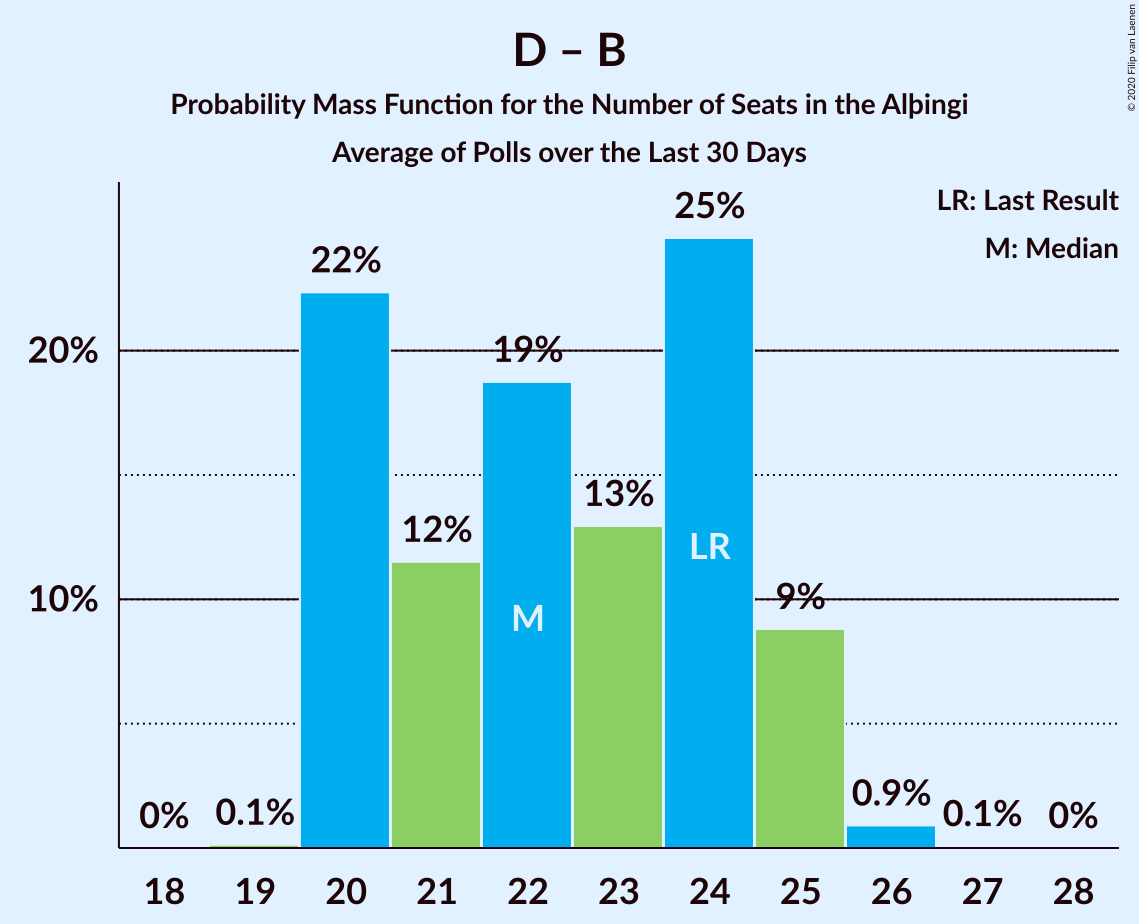 D – B
Probability Mass Function for the Number of Seats in the Alþingi
Average of Polls over the Last 30 Days
© 2020 Filip van Laenen
LR: Last Result
M: Median
20%
10%
0%
0.1%
22%
12%
19%
13%
25%
9%
0.9%
0.1%
0%
M
LR
18 19 20 21 22 23 24 25 26 27 28